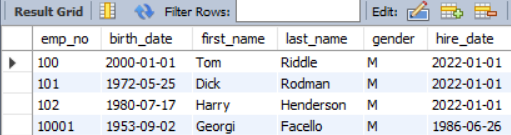 Result Grid Filter Rows: Edit:
emp_no birth_date first_name last_name gender hire_date
100 2000-01-01 Tom Riddle M 2022-01-01
101 1972-05-25 Dick Rodman M 2022-01-01
102 1980-07-17 Harry Henderson M 2022-01-01
10001 1953-09-02 Georgi Facello M 1986-06-26